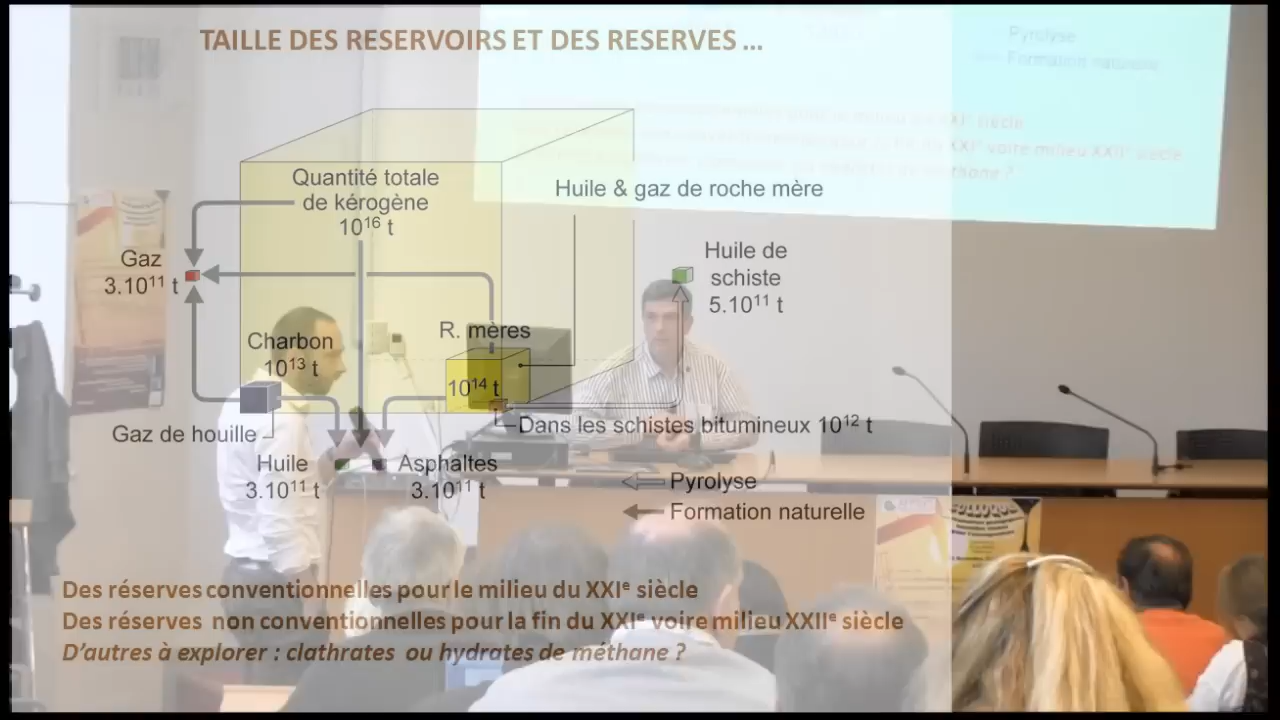 TAILLE DES RESERVOIRS ET DES RESERVES ...
Pyrolyse
Formation naturelle
Quantité totale
de kérogène
10¹⁶ t
Huile & gaz de roche mère
Gaz
3.10¹¹ t
Huile de
schiste
5.10¹¹ t
Charbon
10¹³ t
R. mères
10¹⁴ t
Gaz de houille
Dans les schistes bitumineux 10¹² t
Huile
3.10¹¹ t
Asphaltes
3.10¹¹ t
Pyrolyse
Formation naturelle
Des réserves conventionnelles pour le milieu du XXIᵉ siècle
Des réserves non conventionnelles pour la fin du XXIᵉ voire milieu XXIIᵉ siècle
D'autres à explorer : clathrates ou hydrates de méthane ?